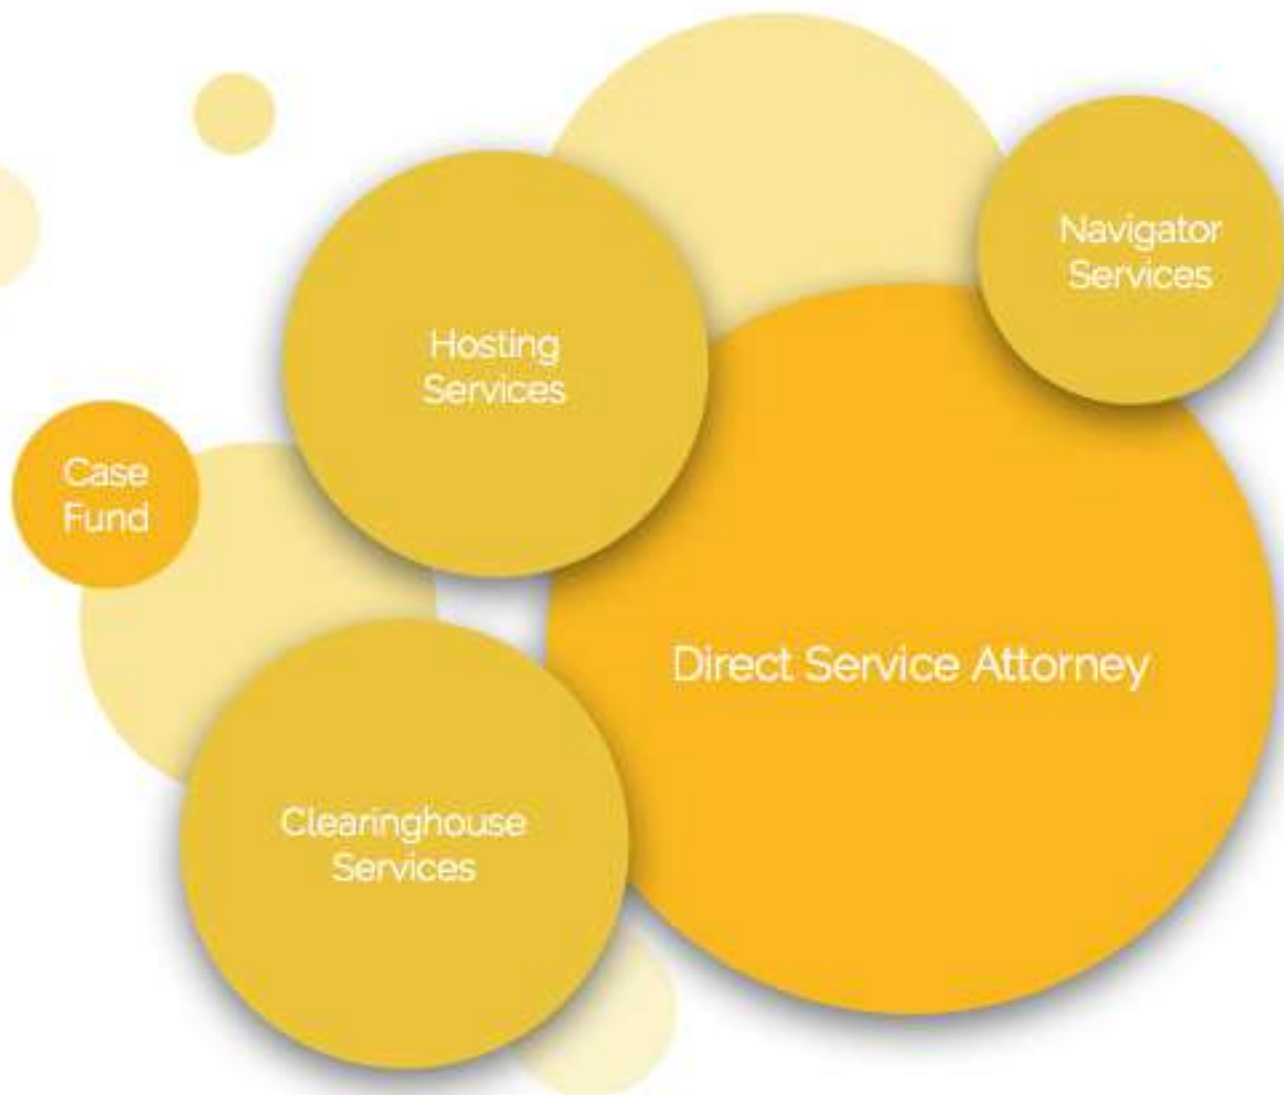 Navigator
Services
Hosting
Services
Case
Fund
Direct Service Attorney
Clearinghouse
Services